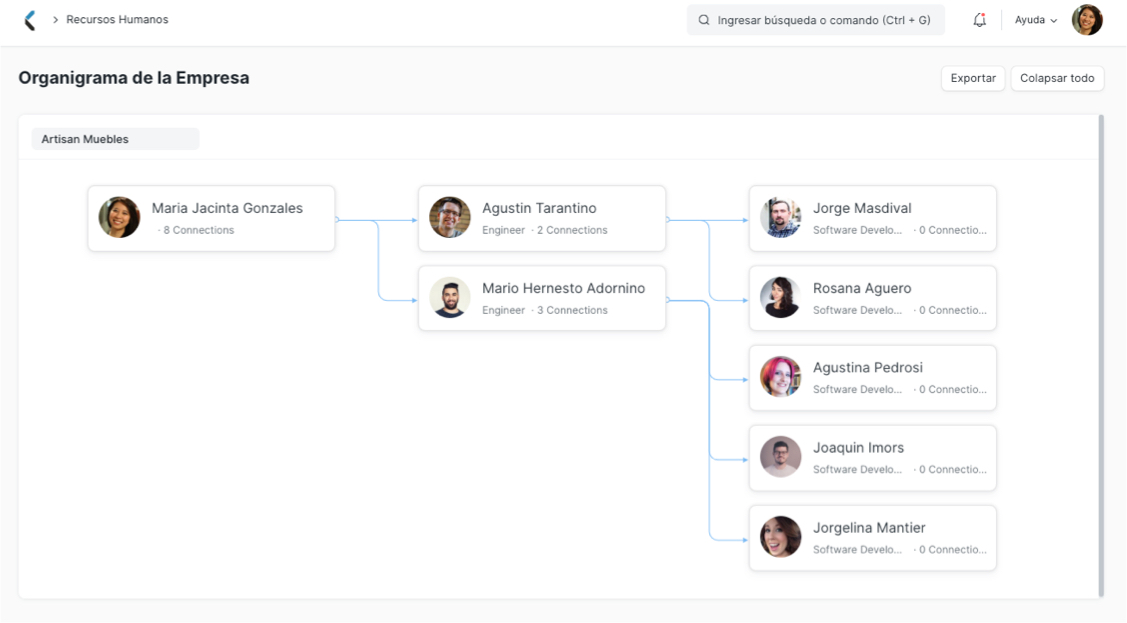 > Recursos Humanos
Ingresar búsqueda o comando (Ctrl + G)
Ayuda
Organigrama de la Empresa
Exportar
Colapsar todo
Artisan Muebles
Maria Jacinta Gonzales
· 8 Connections
Agustin Tarantino
Engineer · 2 Connections
Mario Hernesto Adornino
Engineer · 3 Connections
Jorge Masdival
Software Develo... · 0 Connectio...
Rosana Aguero
Software Develo... · 0 Connectio...
Agustina Pedrosi
Software Develo... · 0 Connectio...
Joaquin Imors
Software Develo... · 0 Connectio...
Jorgelina Mantier
Software Develo... · 0 Connectio...